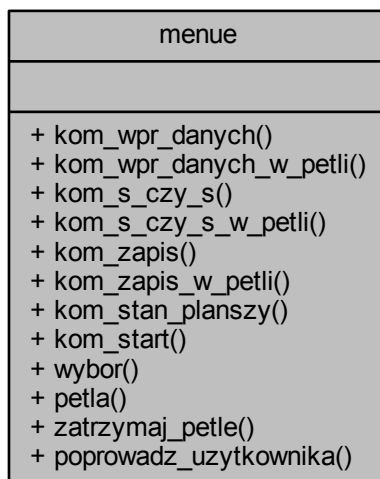 menue
+ kom_wpr_danych()
+ kom_wpr_danych_w_petli()
+ kom_s_czy_s()
+ kom_s_czy_s_w_petli()
+ kom_zapis()
+ kom_zapis_w_petli()
+ kom_stan_planszy()
+ kom_start()
+ wybor()
+ petla()
+ zatrzymaj_petle()
+ poprowadz_uzytkownika()